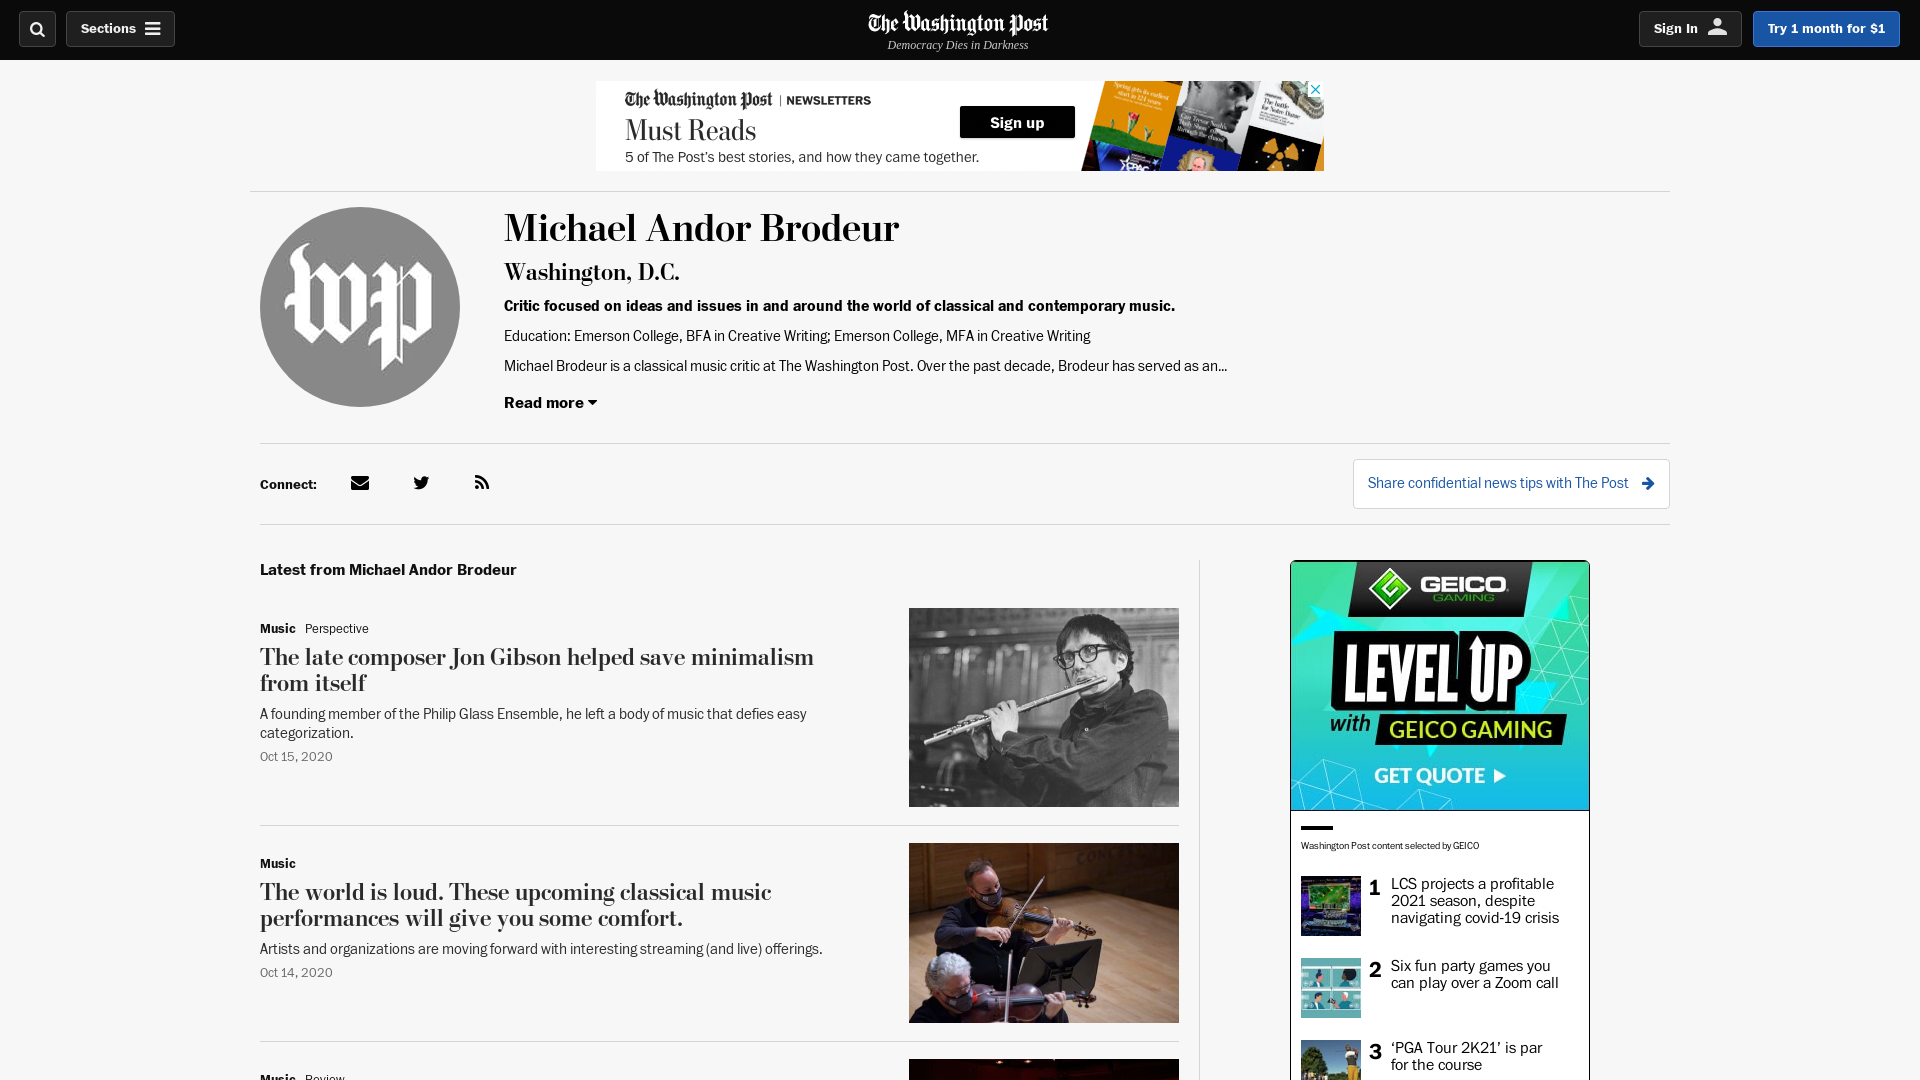 Sections
The Washington Post
Democracy Dies in Darkness
Sign In
Try 1 month for $1
The Washington Post | NEWSLETTERS
Must Reads
5 of The Post's best stories, and how they came together.
Sign up
Spring gets its earliest
start in 124 years
wp
Michael Andor Brodeur
Washington, D.C.
Critic focused on ideas and issues in and around the world of classical and contemporary music.
Education: Emerson College, BFA in Creative Writing; Emerson College, MFA in Creative Writing
Michael Brodeur is a classical music critic at The Washington Post. Over the past decade, Brodeur has served as an...
Read more
Connect:
Share confidential news tips with The Post
Latest from Michael Andor Brodeur
Music Perspective
The late composer Jon Gibson helped save minimalism
from itself
A founding member of the Philip Glass Ensemble, he left a body of music that defies easy
categorization.
Oct 15, 2020
Music
The world is loud. These upcoming classical music
performances will give you some comfort.
Artists and organizations are moving forward with interesting streaming (and live) offerings.
Oct 14, 2020
Music Review
GEICO
GAMING
LEVEL UP
with GEICO GAMING
GET QUOTE
Washington Post content selected by GEICO
1 LCS projects a profitable
2021 season, despite
navigating covid-19 crisis
2 Six fun party games you
can play over a Zoom call
3 ‘PGA Tour 2K21’ is par
for the course